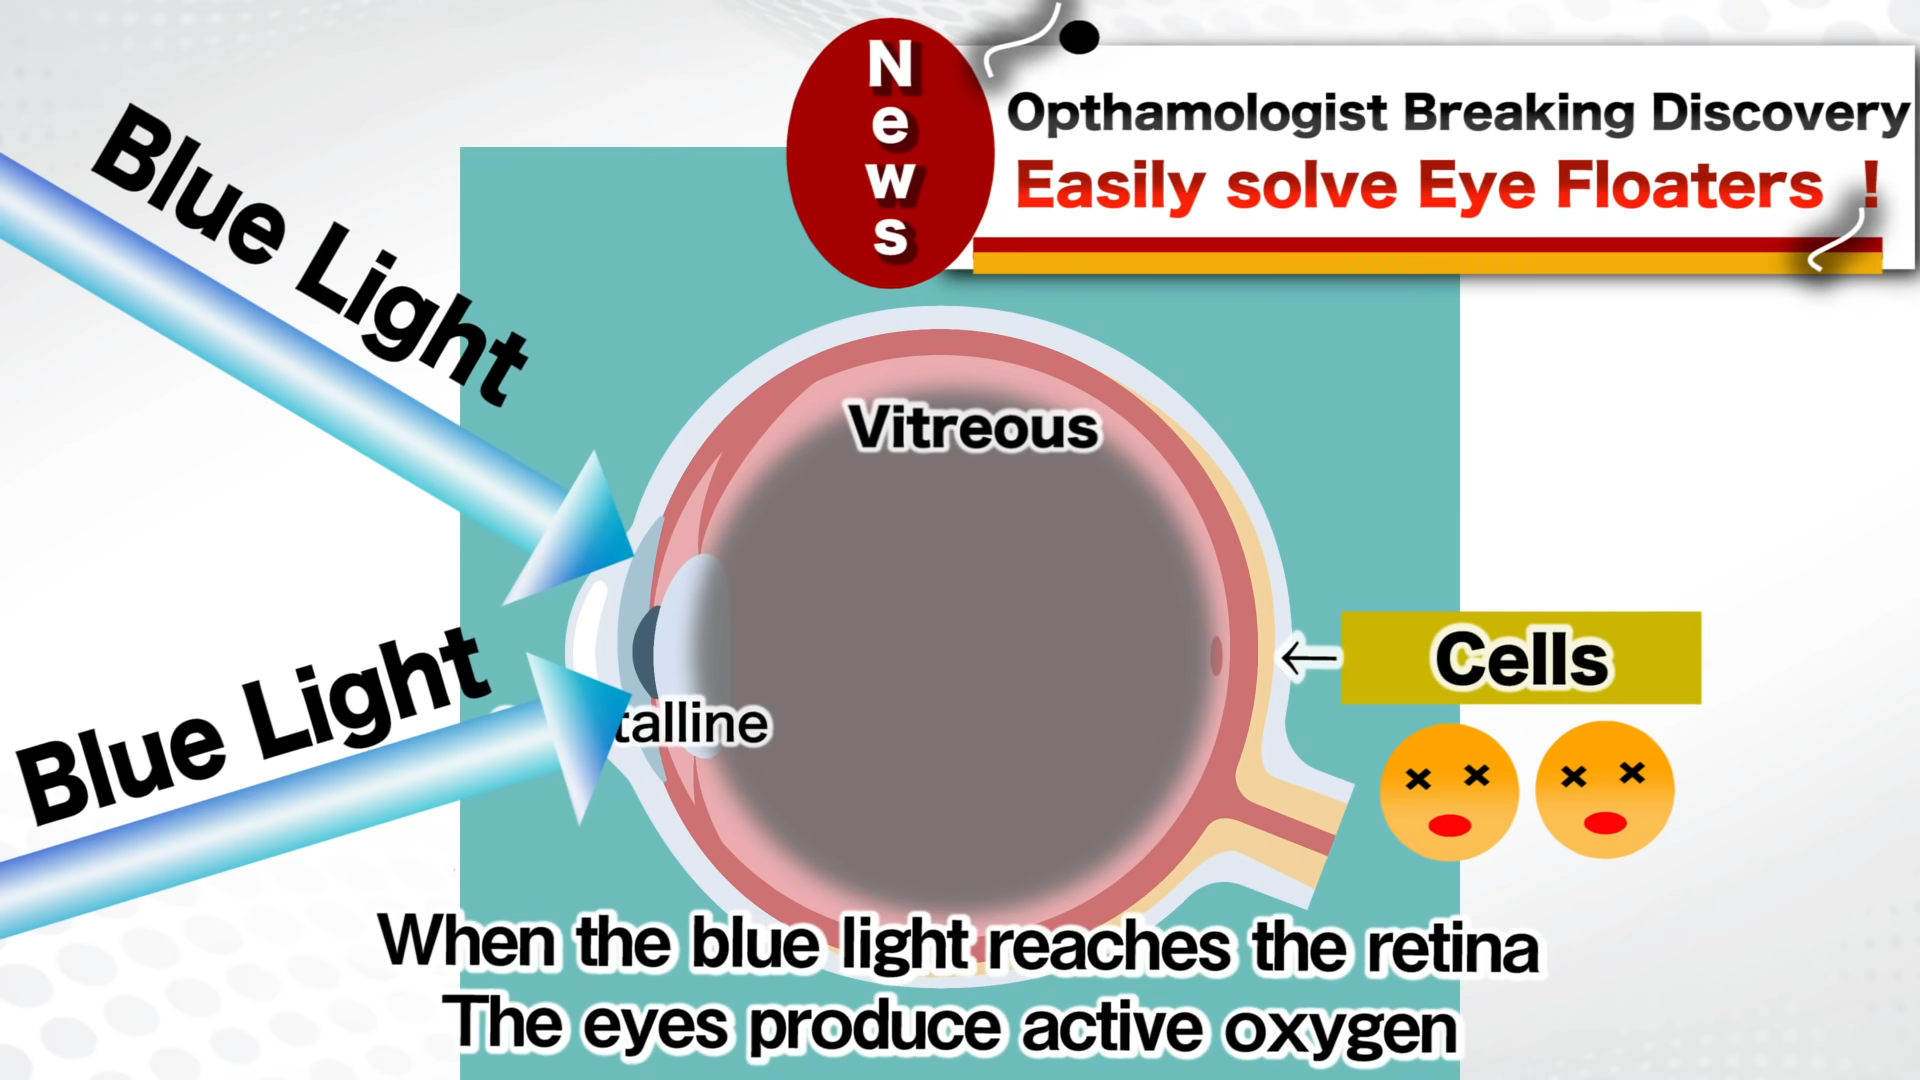 News
Opthamologist Breaking Discovery
Easily solve Eye Floaters !
Blue Light
Vitreous
Blue Light
talline
← Cells
When the blue light reaches the retina
The eyes produce active oxygen